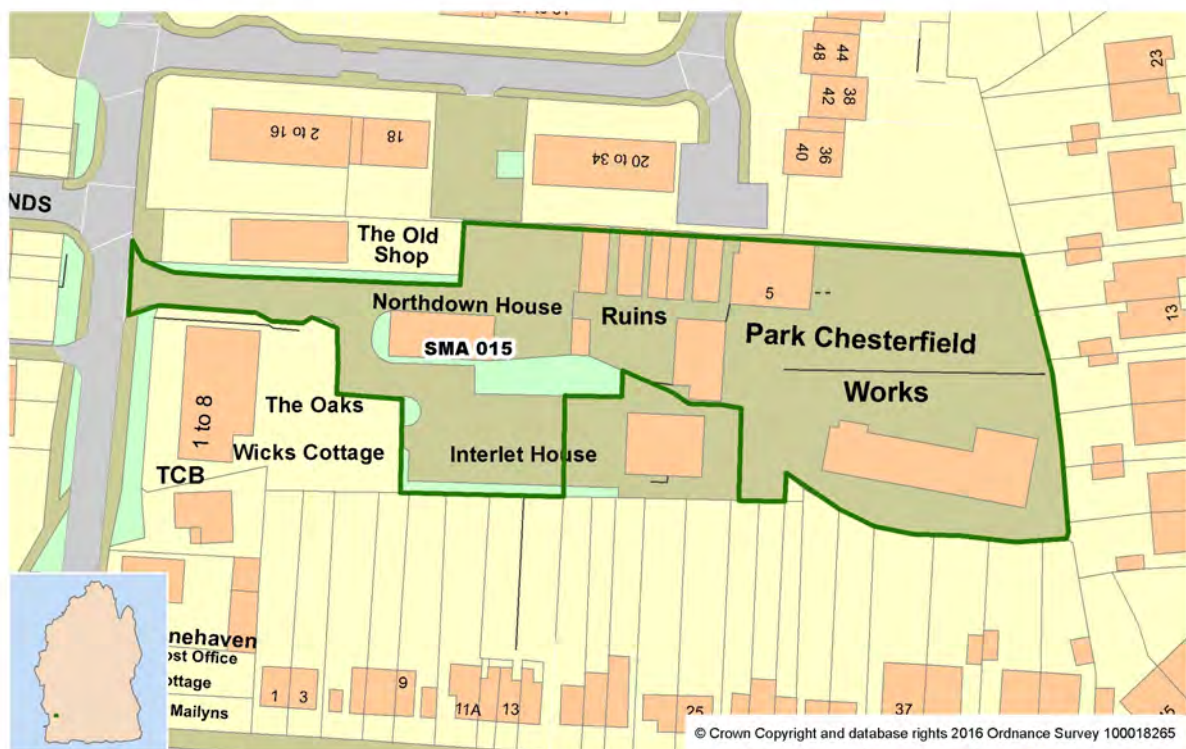 44
48
38
42
36
40
23
2 to 16
18
20 to 34
NDS
The Old
Shop
13
Northdown House
Ruins
5
Park Chesterfield
SMA 015
Works
The Oaks
1 to 8
Wicks Cottage
Interlet House
TCB
nehaven
ost Office
ottage
Mailyns
1
3
9
11A
13
25
37
© Crown Copyright and database rights 2016 Ordnance Survey 100018265